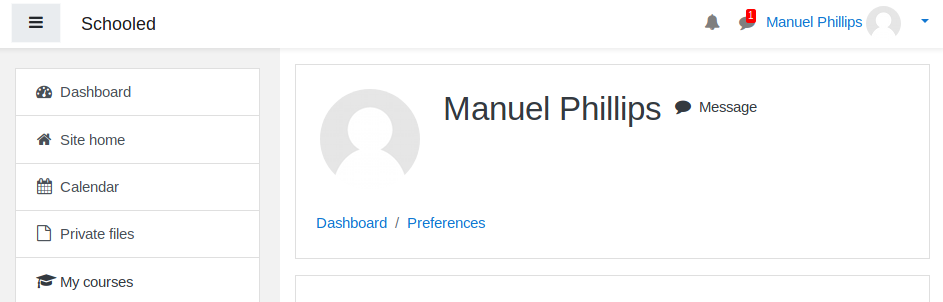 Schooled
1
Manuel Phillips
Dashboard
Site home
Calendar
Private files
My courses
Manuel Phillips
Message
Dashboard / Preferences